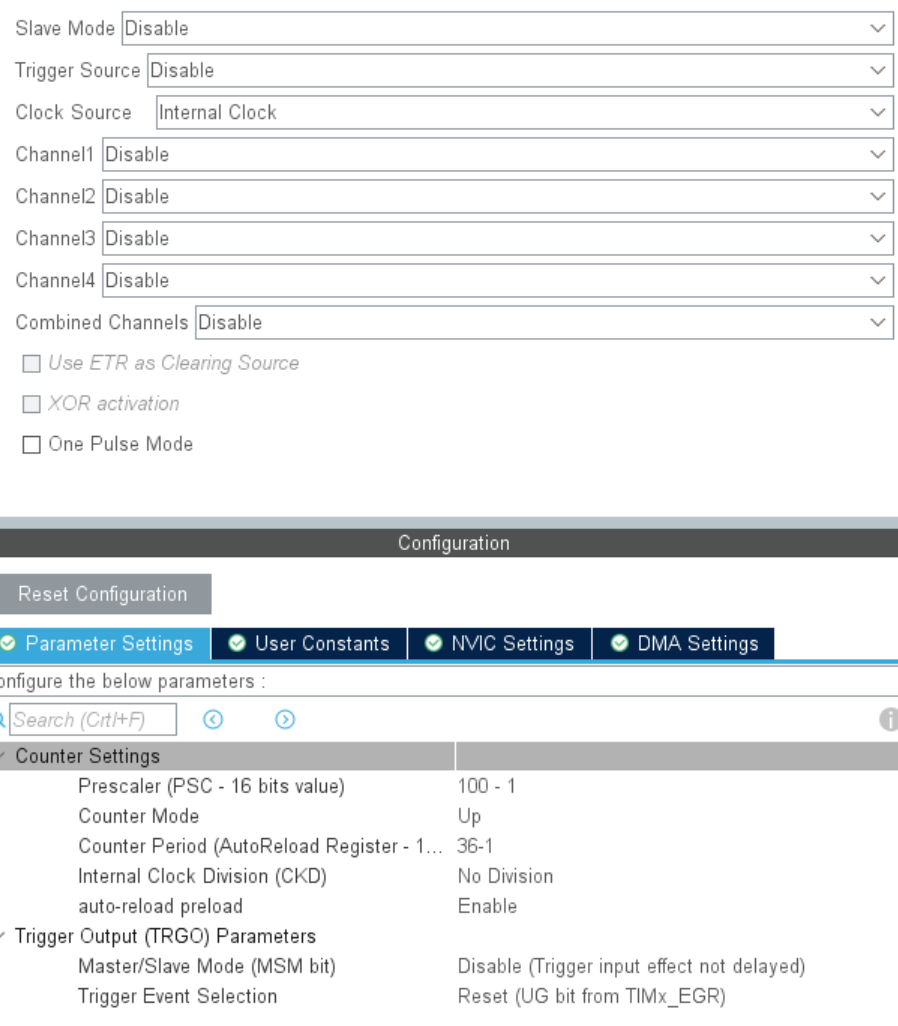 Slave Mode Disable
Trigger Source Disable
Clock Source Internal Clock
Channel1 Disable
Channel2 Disable
Channel3 Disable
Channel4 Disable
Combined Channels Disable
Use ETR as Clearing Source
XOR activation
One Pulse Mode
Configuration
Reset Configuration
Parameter Settings User Constants NVIC Settings DMA Settings
onfigure the below parameters :
Search (Crtl+F)
Counter Settings
Prescaler (PSC - 16 bits value) 100 - 1
Counter Mode Up
Counter Period (AutoReload Register - 1... 36-1
Internal Clock Division (CKD) No Division
auto-reload preload Enable
Trigger Output (TRGO) Parameters
Master/Slave Mode (MSM bit) Disable (Trigger input effect not delayed)
Trigger Event Selection Reset (UG bit from TIMx_EGR)